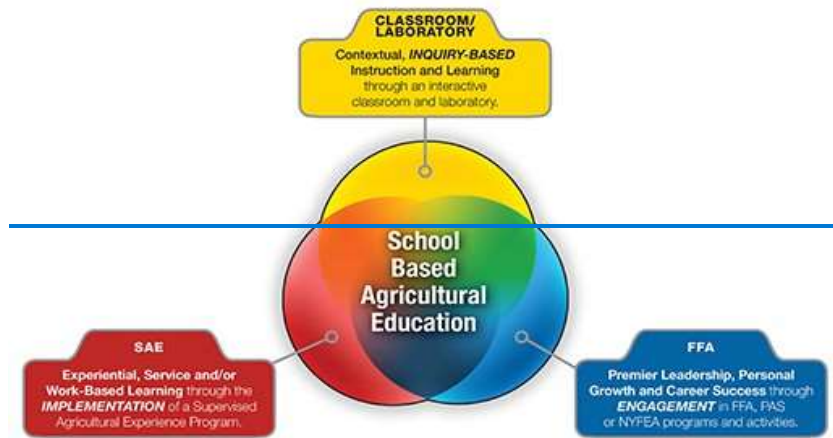 CLASSROOM/
LABORATORY
Contextual, INQUIRY-BASED
Instruction and Learning
through an interactive
classroom and laboratory.
School
Based
Agricultural
Education
SAE
Experiential, Service and/or
Work-Based Learning through the
IMPLEMENTATION of a Supervised
Agricultural Experience Program.
FFA
Premier Leadership, Personal
Growth and Career Success through
ENGAGEMENT in FFA, PAS
or NYFEA programs and activities.